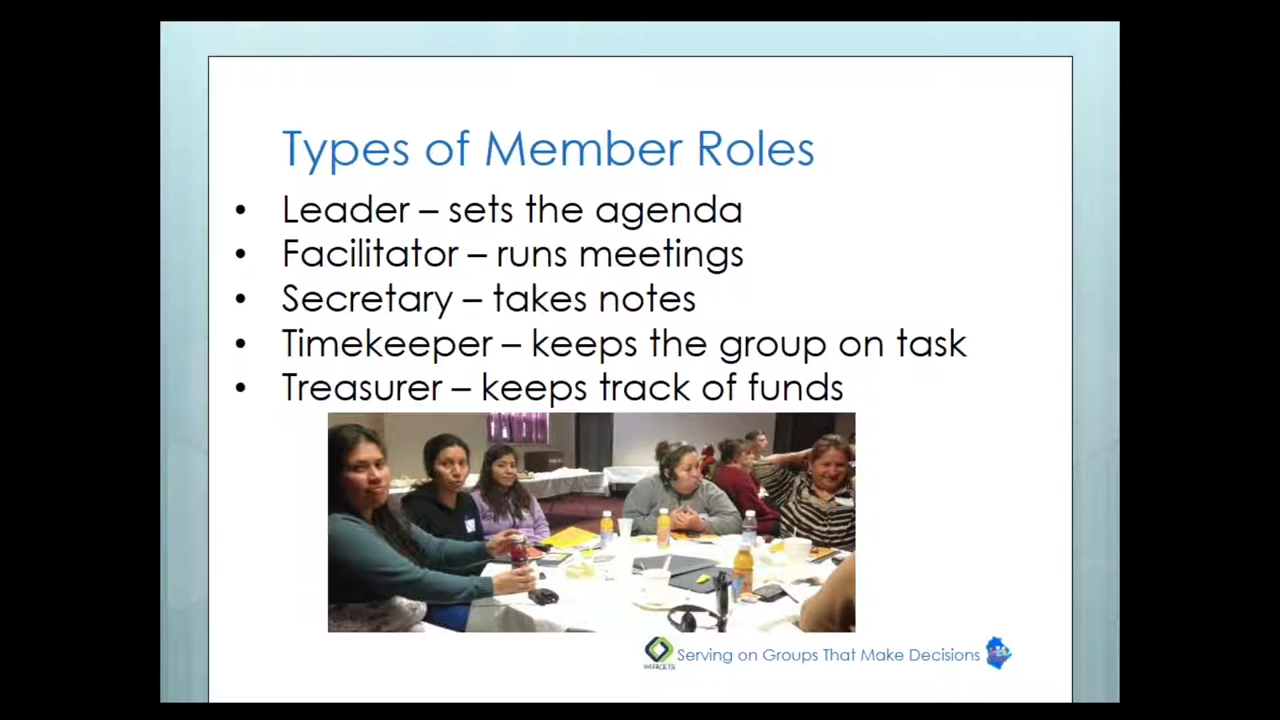 Types of Member Roles
• Leader – sets the agenda
• Facilitator – runs meetings
• Secretary – takes notes
• Timekeeper – keeps the group on task
• Treasurer – keeps track of funds
WI FACETS
Serving on Groups That Make Decisions